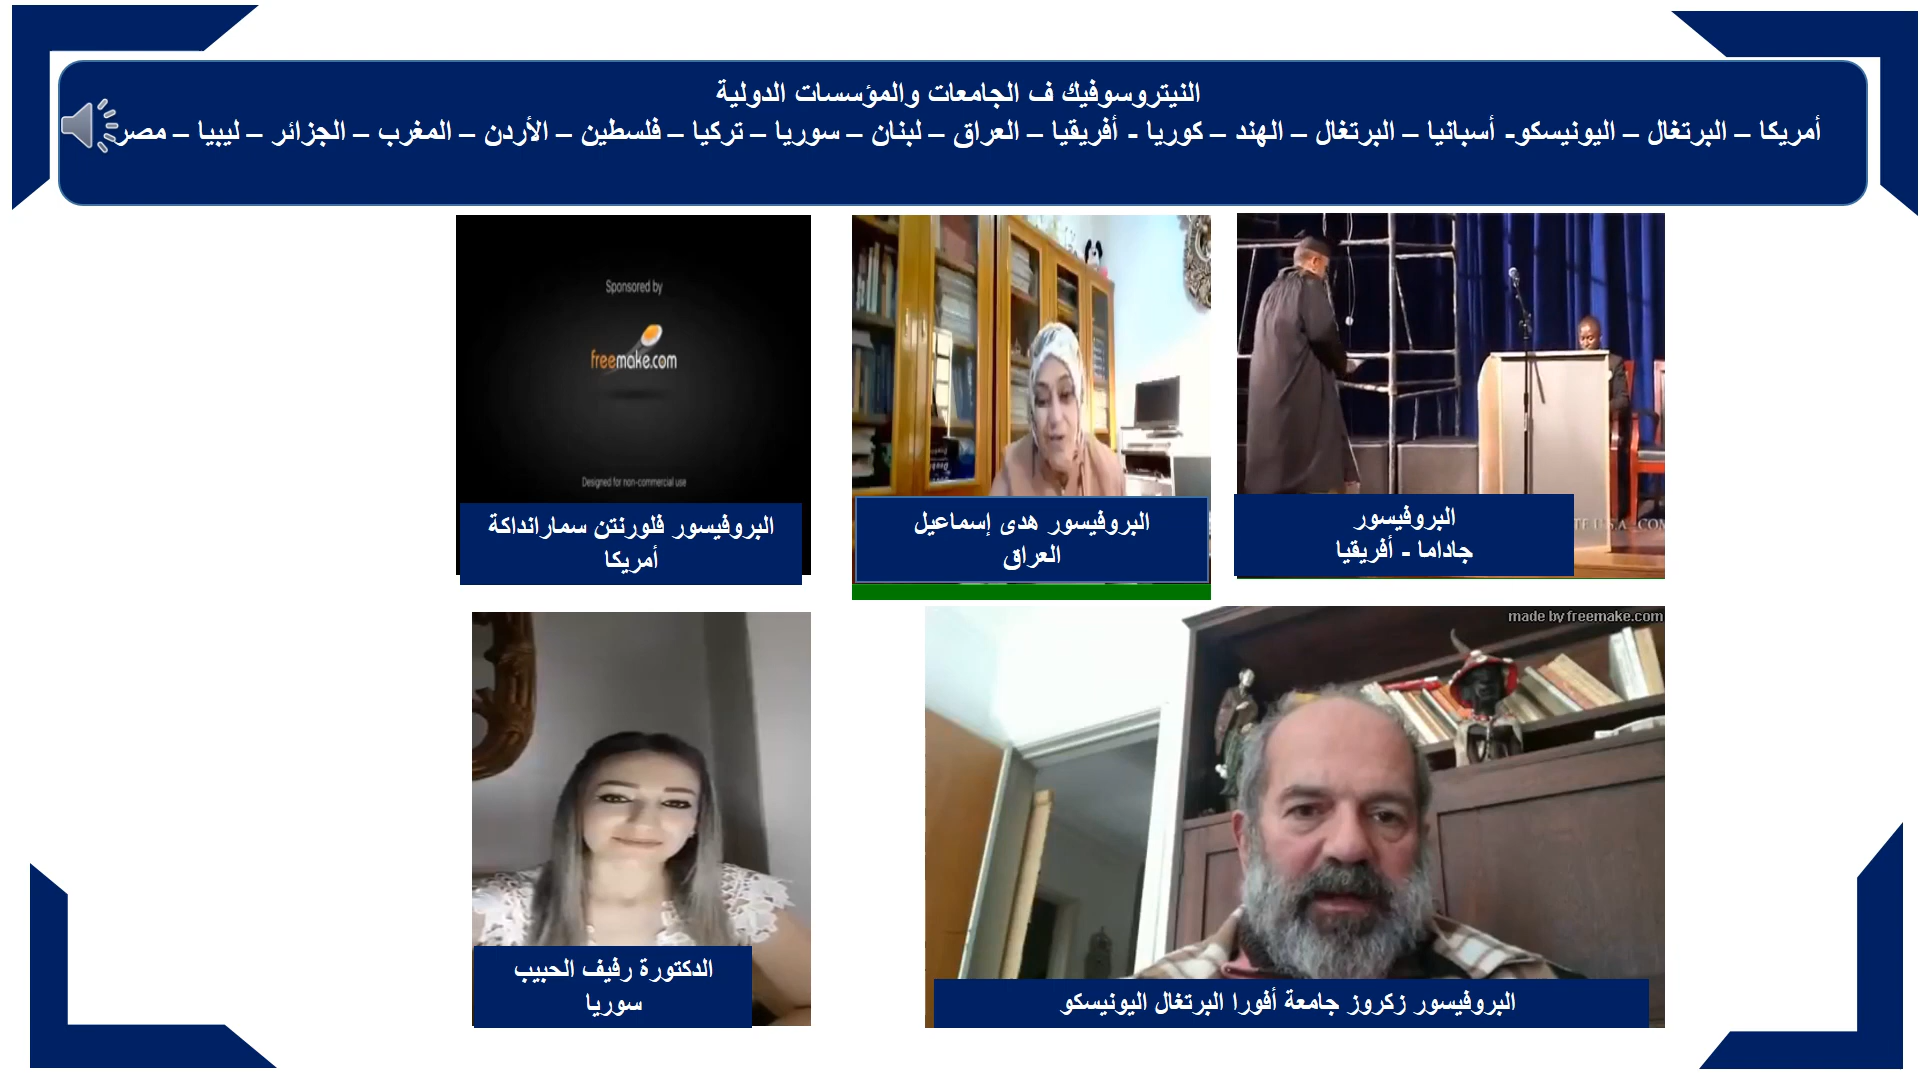 النيتروسوفيك ف الجامعات والمؤسسات الدولية
أمريكا – البرتغال – اليونيسكو- أسبانيا – البرتغال – الهند – كوريا - أفريقيا – العراق – لبنان – سوريا – تركيا – فلسطين – الأردن – المغرب – الجزائر – ليبيا – مصر
Sponsored by
freemake.com
Designed for non-commercial use
البروفيسور فلورنتن سمارانداكة
أمريكا
البروفيسور هدى إسماعيل
العراق
البروفيسور
جاداما - أفريقيا
made by freemake.com
الدكتورة رفيف الحبيب
سوريا
البروفيسور زكروز جامعة أفورا البرتغال اليونيسكو